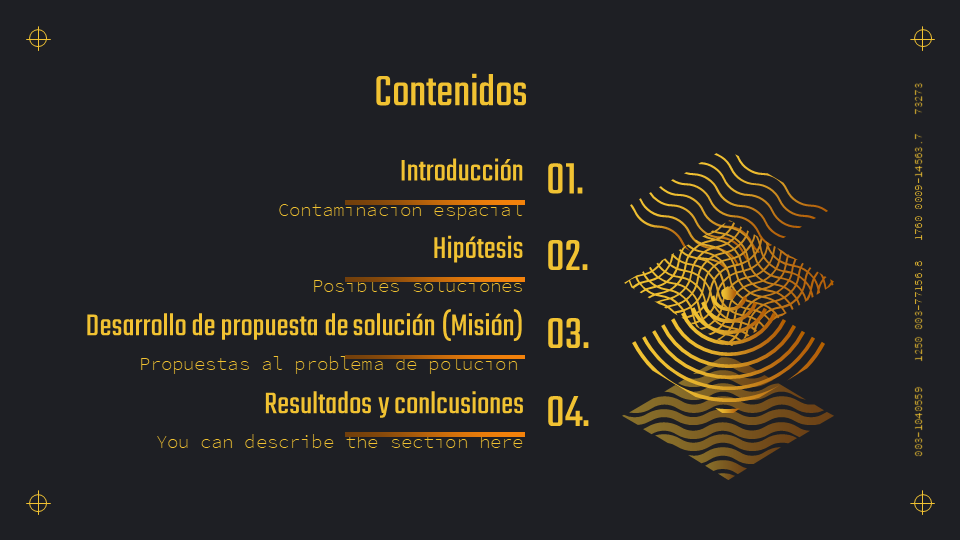 Contenidos
Introducción
01.
Contaminacion espacial
Hipótesis
02.
Posibles soluciones
Desarrollo de propuesta de solución (Misión)
03.
Propuestas al problema de polucion
Resultados y conlcusiones
04.
You can describe the section here
003-1040559 1250 003-77156.8 1760 0009-14563.7 73273